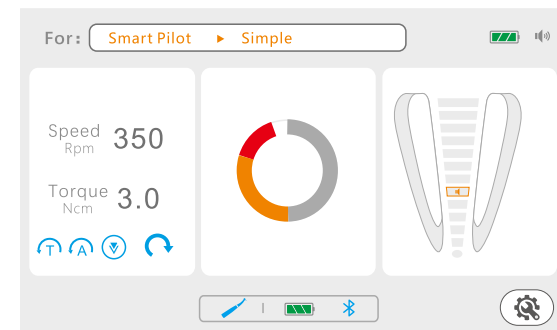 For: Smart Pilot ▸ Simple
Speed 350
Rpm
Torque 3.0
Ncm
T A